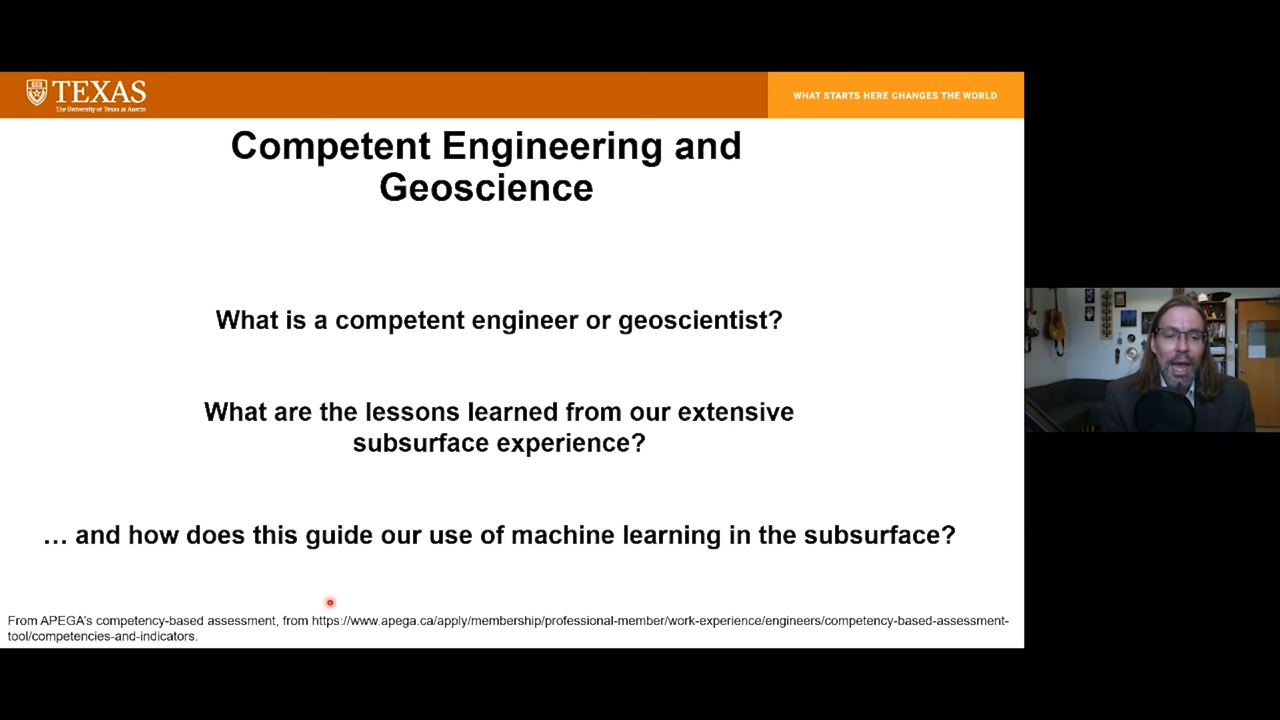 TEXAS
The University of Texas at Austin
WHAT STARTS HERE CHANGES THE WORLD
Competent Engineering and
Geoscience
What is a competent engineer or geoscientist?
What are the lessons learned from our extensive
subsurface experience?
… and how does this guide our use of machine learning in the subsurface?
From APEGA's competency-based assessment, from https://www.apega.ca/apply/membership/professional-member/work-experience/engineers/competency-based-assessment-
tool/competencies-and-indicators.